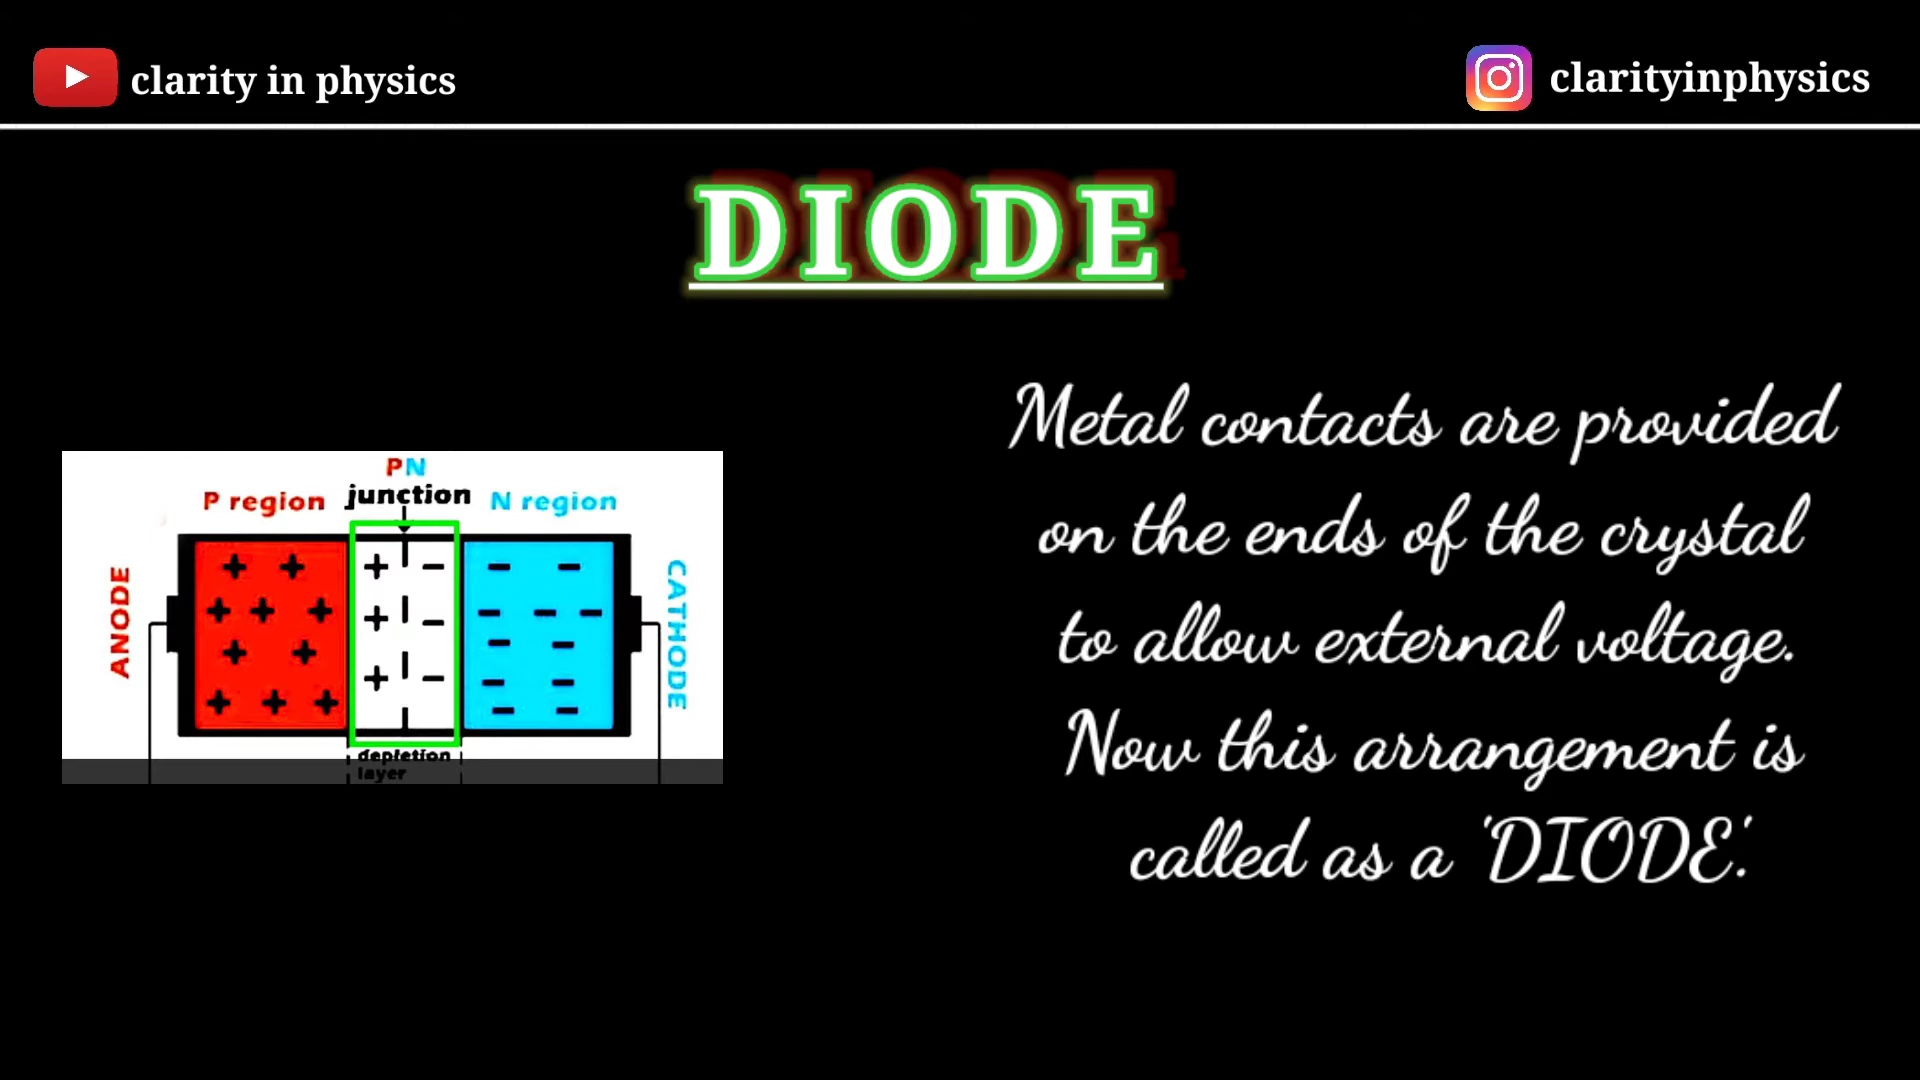 clarity in physics
clarityinphysics
DIODE
PN
P region junction N region
ANODE
CATHODE
depletion
layer
Metal contacts are provided
on the ends of the crystal
to allow external voltage.
Now this arrangement is
called as a 'DIODE'.